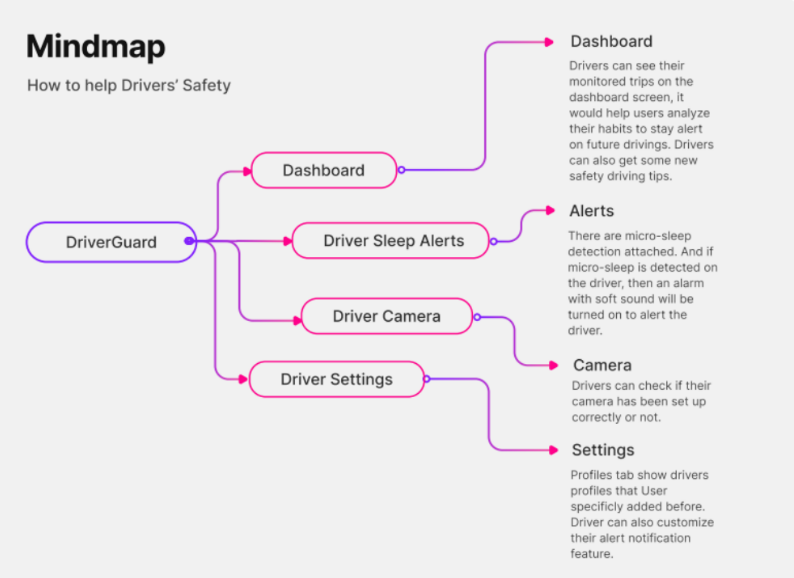 Mindmap
How to help Drivers' Safety
DriverGuard
Dashboard
Driver Sleep Alerts
Driver Camera
Driver Settings
Dashboard
Drivers can see their
monitored trips on the
dashboard screen, it
would help users analyze
their habits to stay alert
on future drivings. Drivers
can also get some new
safety driving tips.
Alerts
There are micro-sleep
detection attached. And if
micro-sleep is detected on
the driver, then an alarm
with soft sound will be
turned on to alert the
driver.
Camera
Drivers can check if their
camera has been set up
correctly or not.
Settings
Profiles tab show drivers
profiles that User
specificly added before.
Driver can also customize
their alert notification
feature.